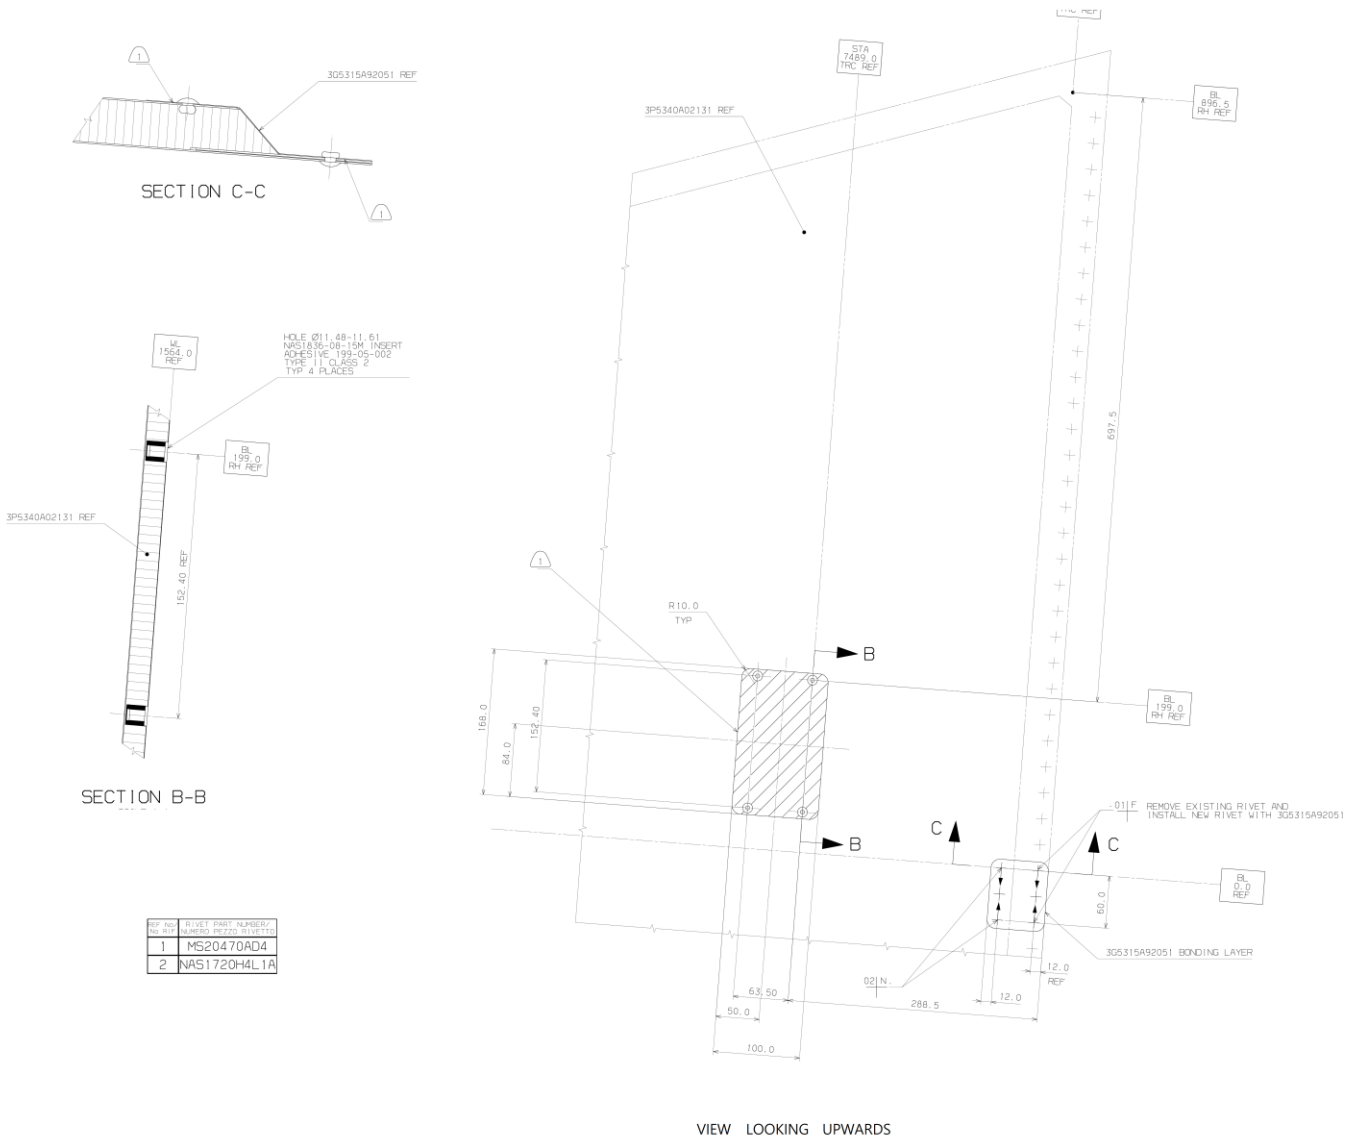 TRC REF
STA
7489.0
TRC REF
1
3G5315A92051 REF
BL
896.5
RH REF
3P5340A02131 REF
SECTION C-C
1
HOLE Ø11.48-11.61
NAS1836-08-15M INSERT
ADHESIVE 199-05-002
TYPE II CLASS 2
TYP 4 PLACES
WL
1564.0
REF
BL
199.0
RH REF
697.5
3P5340A02131 REF
152.40 REF
1
R10.0
TYP
B
168.0
152.40
84.0
BL
199.0
RH REF
SECTION B-B
B
C
C
.01 F
REMOVE EXISTING RIVET AND
INSTALL NEW RIVET WITH 3G5315A92051
BL
0.0
REF
60.0
REF No/
No RIF
RIVET PART NUMBER/
NUMERO PEZZO RIVETTO
1 MS20470AD4
2 NAS1720H4L1A
3G5315A92051 BONDING LAYER
12.0
REF
02 N.
12.0
63.50
288.5
50.0
100.0
VIEW LOOKING UPWARDS